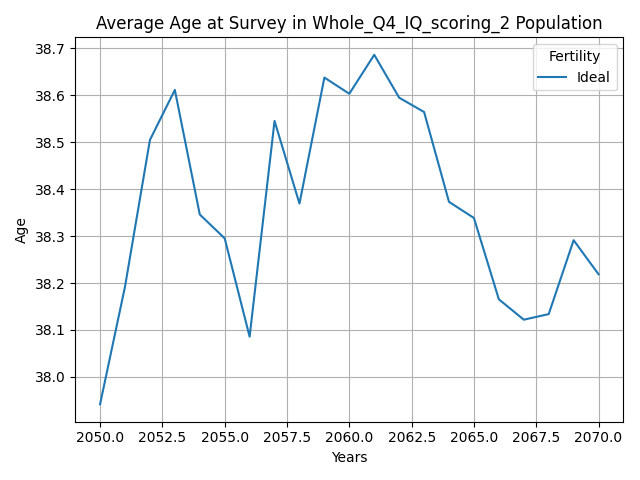 Average Age at Survey in Whole_Q4_IQ_scoring_2 Population
Fertility
Ideal
38.7
38.6
38.5
38.4
38.3
38.2
38.1
38.0
Age
2050.0 2052.5 2055.0 2057.5 2060.0 2062.5 2065.0 2067.5 2070.0
Years